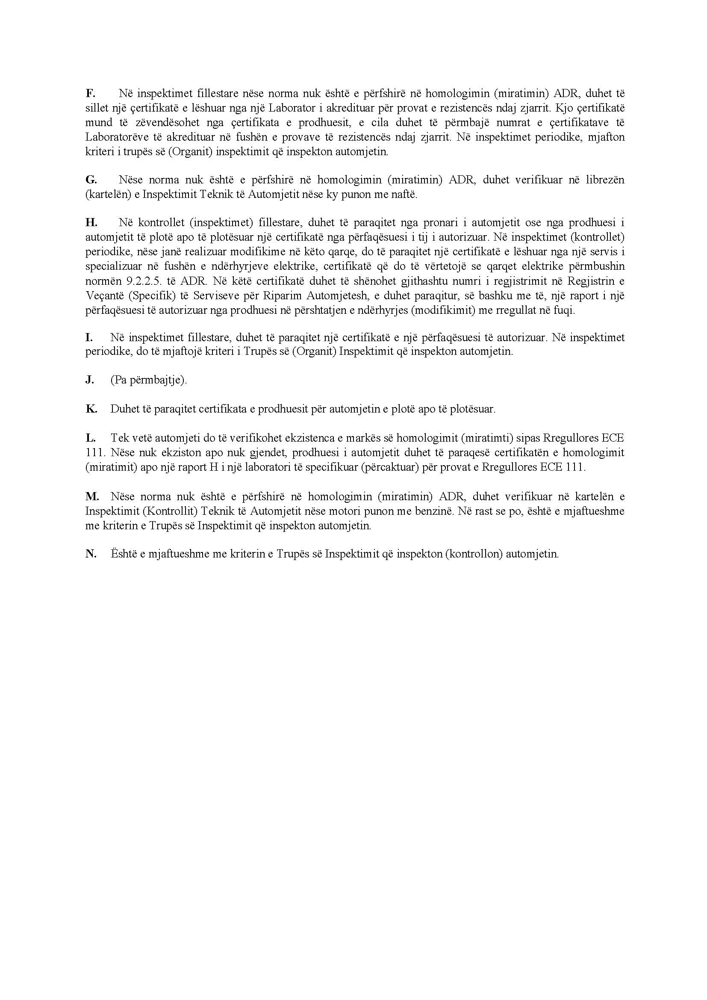 F. Në inspektimet fillestare nëse norma nuk është e përfshirë në homologimin (miratimin) ADR, duhet të
sillet një çertifikatë e lëshuar nga një Laborator i akredituar për provat e rezistencës ndaj zjarrit. Kjo çertifikatë
mund të zëvendësohet nga çertifikata e prodhuesit, e cila duhet të përmbajë numrat e çertifikatave të
Laboratorëve të akredituar në fushën e provave të rezistencës ndaj zjarrit. Në inspektimet periodike, mjafton
kriteri i trupës së (Organit) inspektimit që inspekton automjetin.
G. Nëse norma nuk është e përfshirë në homologimin (miratimin) ADR, duhet verifikuar në librezën
(kartelën) e Inspektimit Teknik të Automjetit nëse ky punon me naftë.
H. Në kontrollet (inspektimet) fillestare, duhet të paraqitet nga pronari i automjetit ose nga prodhuesi i
automjetit të plotë apo të plotësuar një certifikatë nga përfaqësuesi i tij i autorizuar. Në inspektimet (kontrollet)
periodike, nëse janë realizuar modifikime në këto qarqe, do të paraqitet një certifikatë e lëshuar nga një servis i
specializuar në fushën e ndërhyrjeve elektrike, certifikatë që do të vërtetojë se qarqet elektrike përmbushin
normën 9.2.2.5. të ADR. Në këtë certifikatë duhet të shënohet gjithashtu numri i regjistrimit në Regjistrin e
Veçantë (Specifik) të Serviseve për Riparim Automjetesh, e duhet paraqitur, së bashku me të, një raport i një
përfaqësuesi të autorizuar nga prodhuesi në përshtatjen e ndërhyrjes (modifikimit) me rregullat në fuqi.
I. Në inspektimet fillestare, duhet të paraqitet një certifikatë e një përfaqësuesi të autorizuar. Në inspektimet
periodike, do të mjaftojë kriteri i Trupës së (Organit) Inspektimit që inspekton automjetin.
J. (Pa përmbajtje).
K. Duhet të paraqitet certifikata e prodhuesit për automjetin e plotë apo të plotësuar.
L. Tek vetë automjeti do të verifikohet ekzistenca e markës së homologimit (miratimti) sipas Rregullores ECE
111. Nëse nuk ekziston apo nuk gjendet, prodhuesi i automjetit duhet të paraqesë certifikatën e homologimit
(miratimit) apo një raport H i një laboratori të specifikuar (përcaktuar) për provat e Rregullores ECE 111.
M. Nëse norma nuk është e përfshirë në homologimin (miratimin) ADR, duhet verifikuar në kartelën e
Inspektimit (Kontrollit) Teknik të Automjetit nëse motori punon me benzinë. Në rast se po, është e mjaftueshme
me kriterin e Trupës së Inspektimit që inspekton automjetin.
N. Është e mjaftueshme me kriterin e Trupës së Inspektimit që inspekton (kontrollon) automjetin.